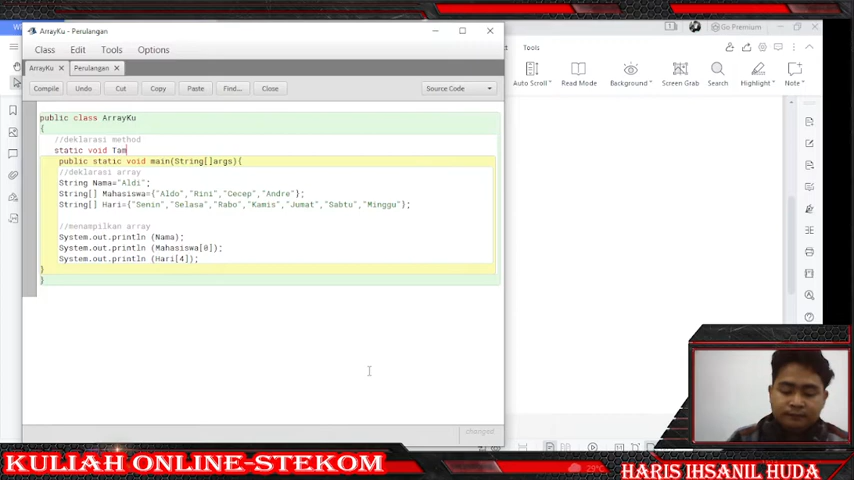 ArrayKu - Perulangan
Class Edit Tools Options
ArrayKu Perulangan
Compile Undo Cut Copy Paste Find... Close Source Code
public class ArrayKu
{
//deklarasi method
static void Tam
public static void main(String[]args){
//deklarasi array
String Nama="Aldi";
String[] Mahasiswa={"Aldo","Rini","Cecep","Andre"};
String[] Hari={"Senin","Selasa","Rabo","Kamis","Jumat","Sabtu","Minggu"};
//menampilkan array
System.out.println (Nama);
System.out.println (Mahasiswa[0]);
System.out.println (Hari[4]);
}
}
changed
Go Premium
Tools
Auto Scroll Read Mode Background Screen Grab Search Highlight Note
KULIAH ONLINE-STEKOM
HARIS IHSANIL HUDA